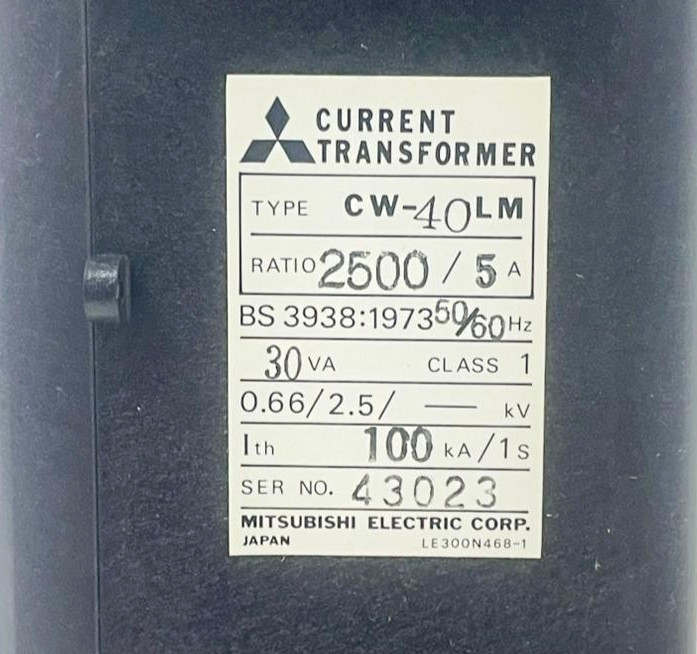 CURRENT
TRANSFORMER
TYPE CW-40LM
RATIO 2500 / 5 A
BS 3938:1973 50/60 Hz
30 VA CLASS 1
0.66/2.5/ — kV
Ith 100 kA/1s
SER NO. 43023
MITSUBISHI ELECTRIC CORP.
JAPAN LE300N468-1